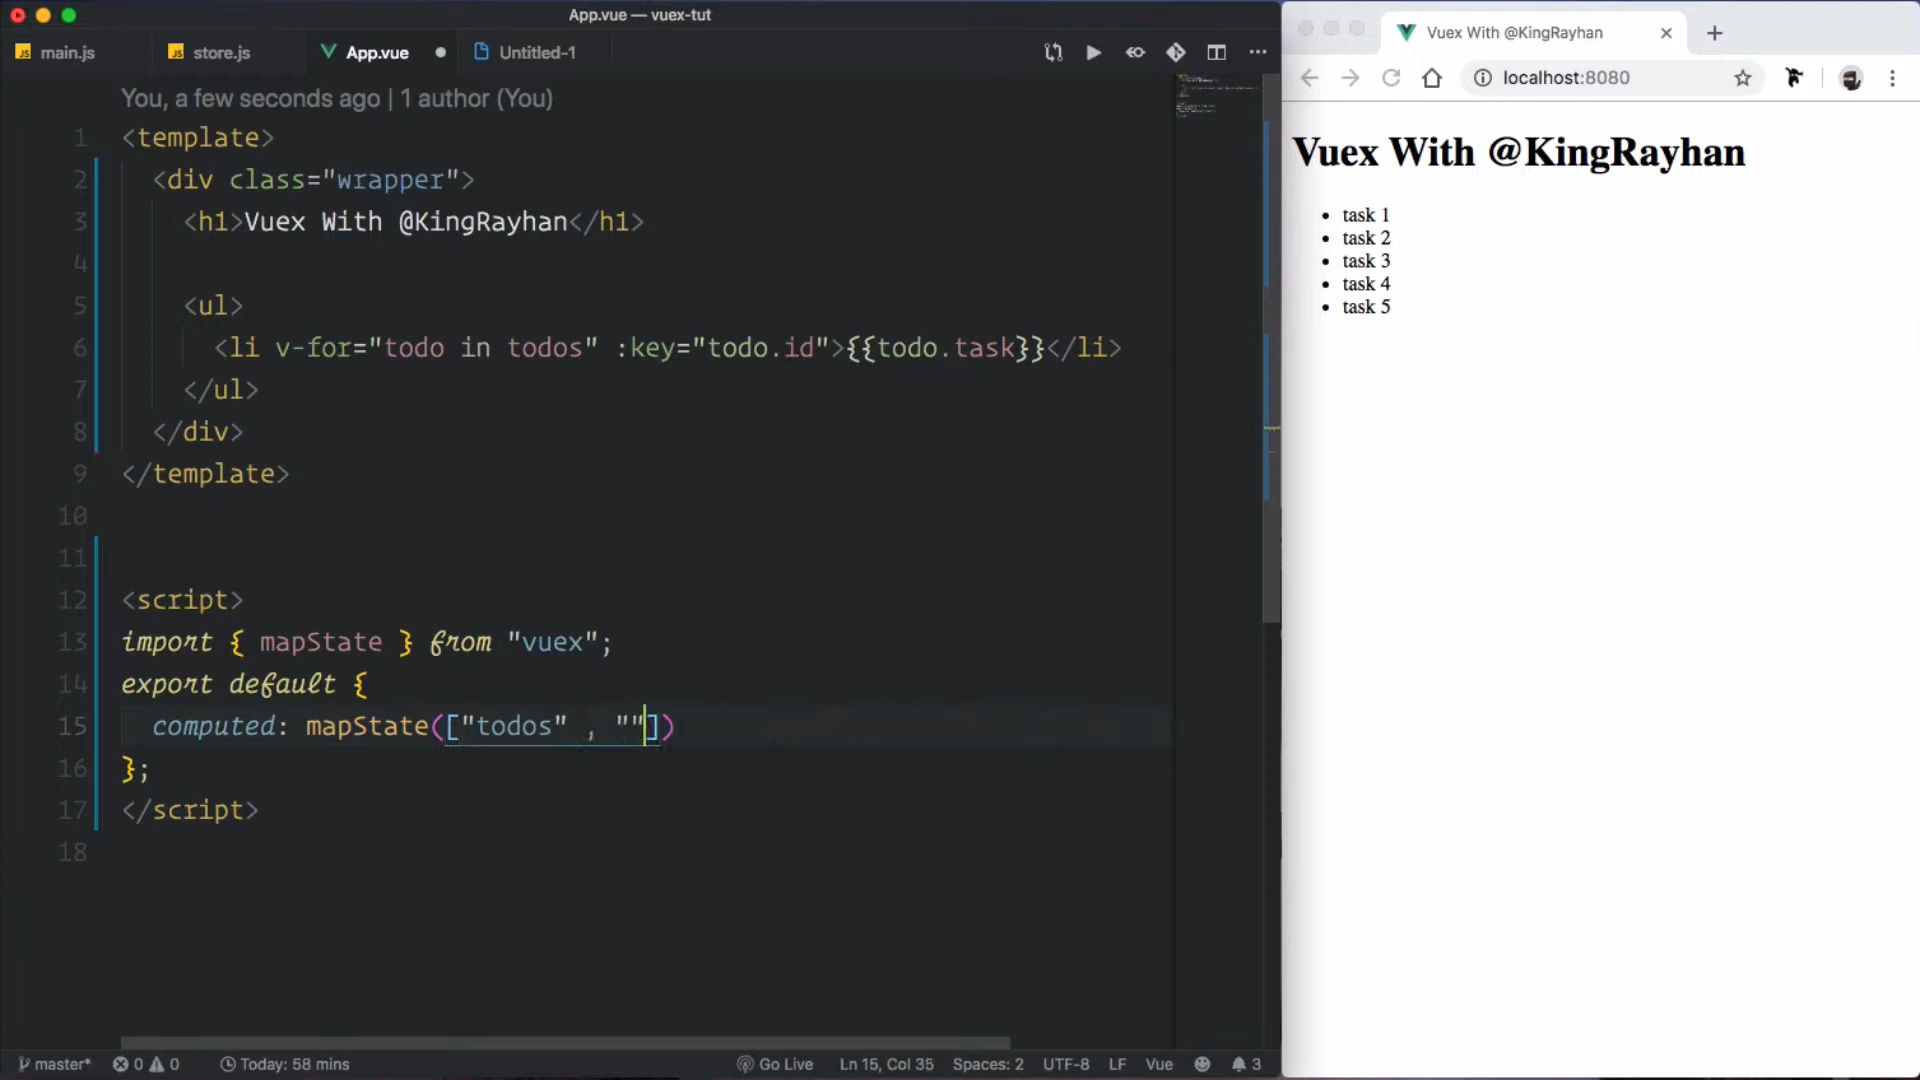 App.vue — vuex-tut
main.js
store.js
App.vue
Untitled-1
You, a few seconds ago | 1 author (You)
1 <template>
2 <div class="wrapper">
3 <h1>Vuex With @KingRayhan</h1>
4
5 <ul>
6 <li v-for="todo in todos" :key="todo.id">{{todo.task}}</li>
7 </ul>
8 </div>
9 </template>
10
11
12 <script>
13 import { mapState } from "vuex";
14 export default {
15 computed: mapState(["todos" , ""])
16 };
17 </script>
18
master* 0 0 Today: 58 mins Go Live Ln 15, Col 35 Spaces: 2 UTF-8 LF Vue 3
Vuex With @KingRayhan
localhost:8080
Vuex With @KingRayhan
• task 1
• task 2
• task 3
• task 4
• task 5